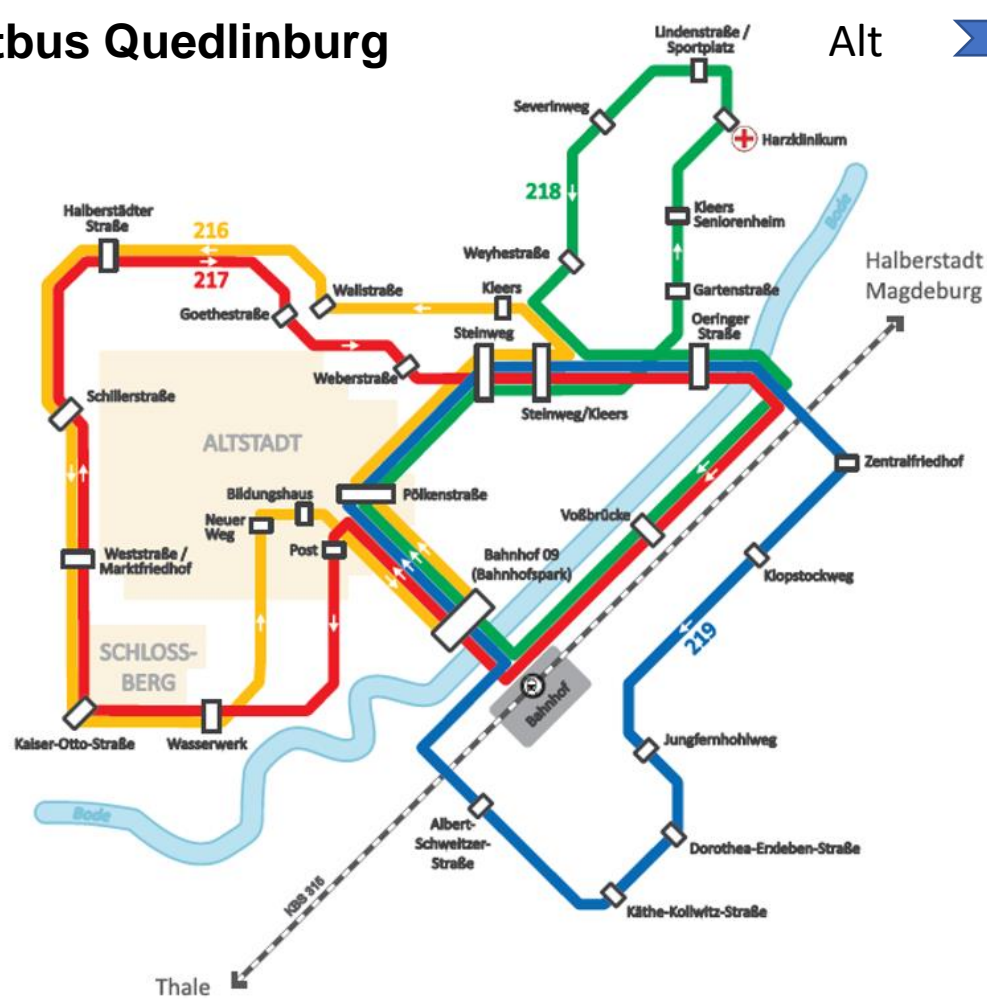 tbus Quedlinburg
Alt
Lindenstraße /
Sportplatz
Severinweg
Harzklinikum
218
Kleers
Seniorenheim
Bode
Halberstädter
Straße
216
217
Weyhestraße
Halberstadt
Magdeburg
Wallstraße
Kleers
Gartenstraße
Goethestraße
Steinweg
Oeringer
Straße
Weberstraße
Schillerstraße
Steinweg/Kleers
ALTSTADT
Zentralfriedhof
Bildungshaus
Pölkenstraße
Neuer
Weg
Voßbrücke
Post
Weststraße /
Marktfriedhof
Bahnhof 09
(Bahnhofspark)
Klopstockweg
219
SCHLOSS-
BERG
Bahnhof
Kaiser-Otto-Straße
Wasserwerk
Jungfernhohlweg
Bode
Albert-
Schweitzer-
Straße
Dorothea-Erxleben-Straße
KBS 315
Käthe-Kollwitz-Straße
Thale